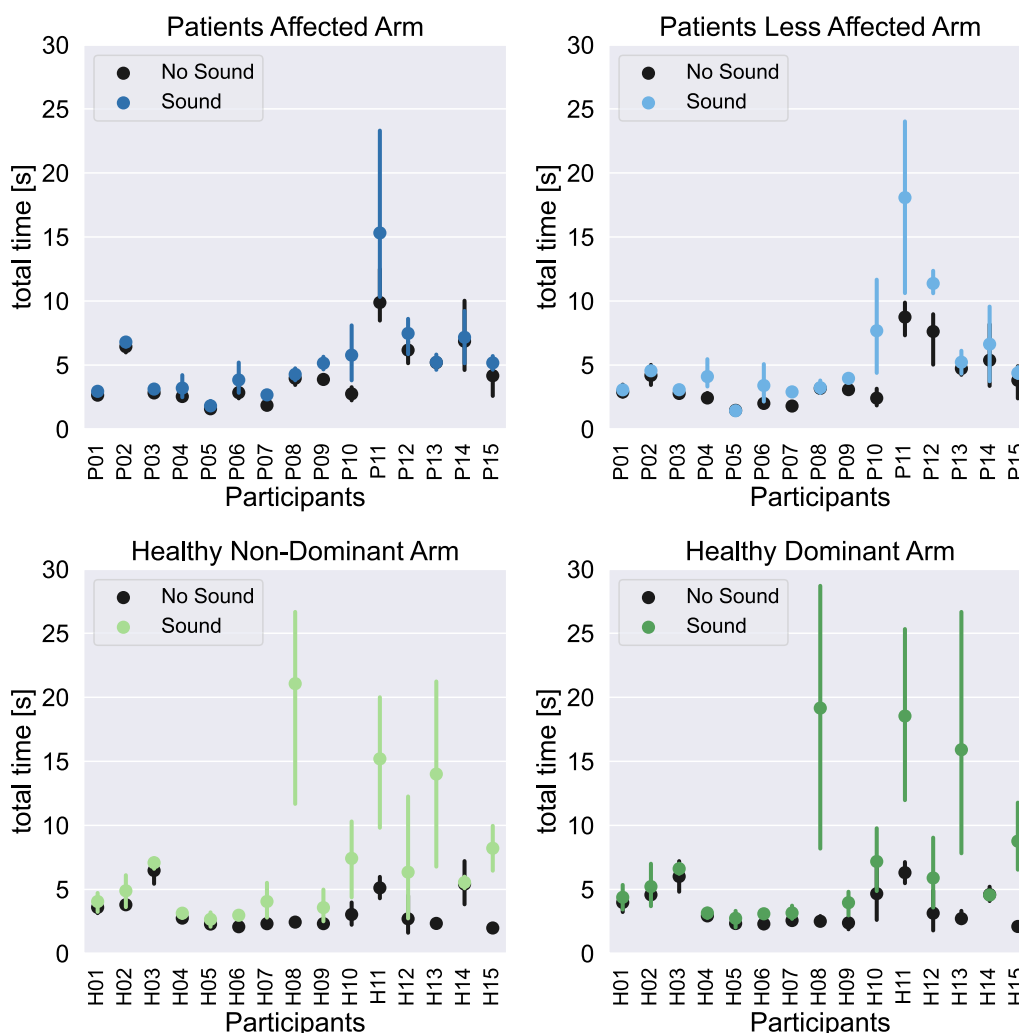 Patients Affected Arm
30
25
20
15
10
5
0
total time [s]
No Sound
Sound
P01
P02
P03
P04
P05
P06
P07
P08
P09
P10
P11
P12
P13
P14
P15
Participants
Patients Less Affected Arm
30
25
20
15
10
5
0
total time [s]
No Sound
Sound
P01
P02
P03
P04
P05
P06
P07
P08
P09
P10
P11
P12
P13
P14
P15
Participants
Healthy Non-Dominant Arm
30
25
20
15
10
5
0
total time [s]
No Sound
Sound
H01
H02
H03
H04
H05
H06
H07
H08
H09
H10
H11
H12
H13
H14
H15
Participants
Healthy Dominant Arm
30
25
20
15
10
5
0
total time [s]
No Sound
Sound
H01
H02
H03
H04
H05
H06
H07
H08
H09
H10
H11
H12
H13
H14
H15
Participants